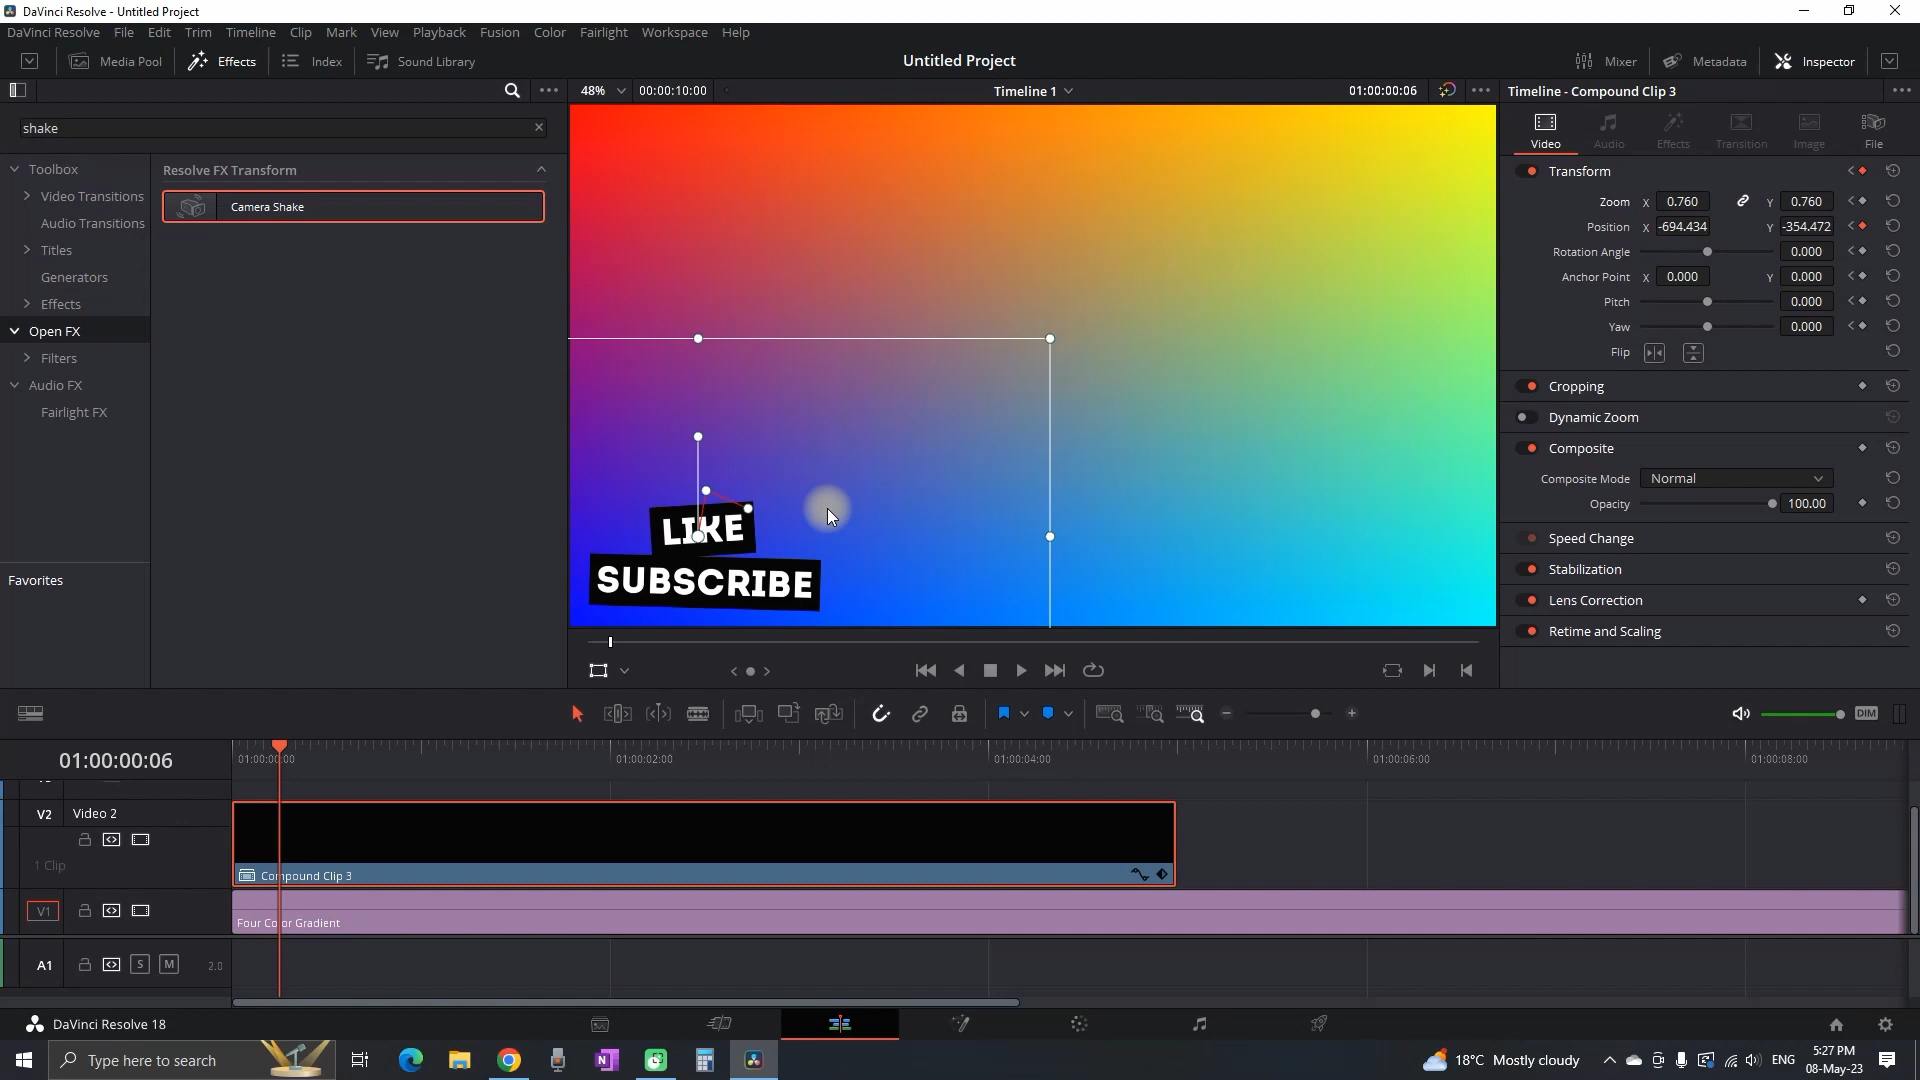 DaVinci Resolve - Untitled Project
DaVinci Resolve File Edit Trim Timeline Clip Mark View Playback Fusion Color Fairlight Workspace Help
Media Pool Effects Index Sound Library Untitled Project Mixer Metadata Inspector
48% 00:00:10:00 Timeline 1 01:00:00:06 Timeline - Compound Clip 3
shake
Toolbox
Video Transitions
Audio Transitions
Titles
Generators
Effects
Open FX
Filters
Audio FX
Fairlight FX
Favorites
Resolve FX Transform
Camera Shake
LIKE
SUBSCRIBE
Video Audio Effects Transition Image File
Transform
Zoom X 0.760 Y 0.760
Position X -694.434 Y -354.472
Rotation Angle 0.000
Anchor Point X 0.000 Y 0.000
Pitch 0.000
Yaw 0.000
Flip
Cropping
Dynamic Zoom
Composite
Composite Mode Normal
Opacity 100.00
Speed Change
Stabilization
Lens Correction
Retime and Scaling
DIM
01:00:00:06 01:00:00:00 01:00:02:00 01:00:04:00 01:00:06:00 01:00:08:00
V2 Video 2
1 Clip
Compound Clip 3
V1
Four Color Gradient
A1 S M 2.0
DaVinci Resolve 18
Type here to search
18°C Mostly cloudy
ENG
5:27 PM
08-May-23